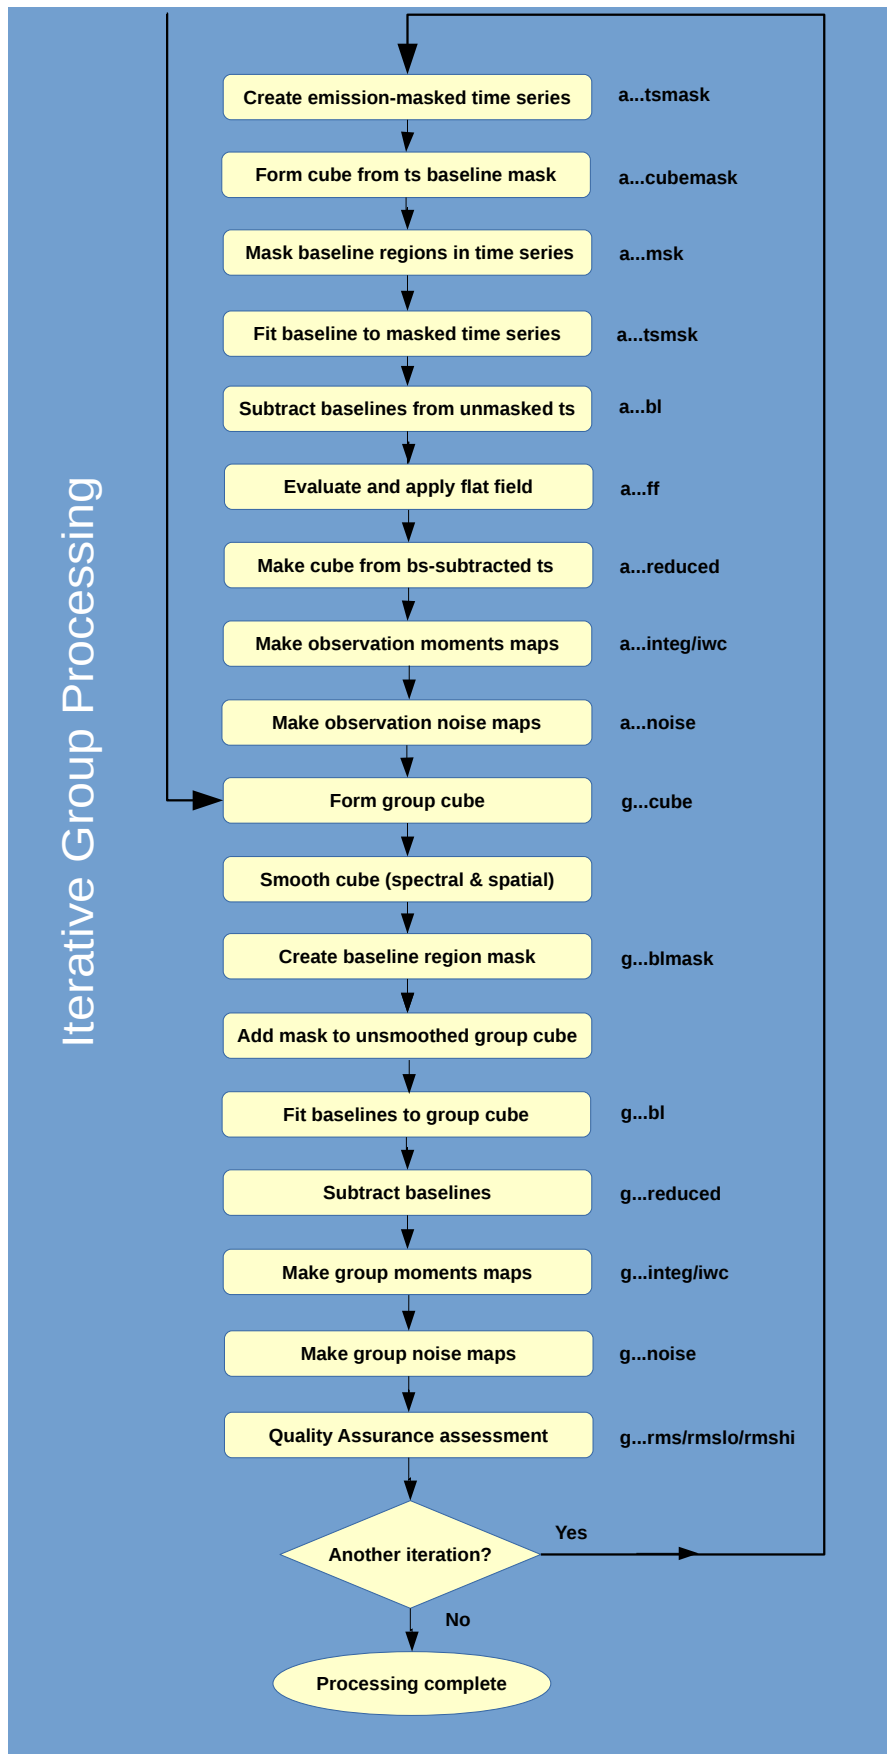 Iterative Group Processing
Create emission-masked time series a...tsmask
Form cube from ts baseline mask a...cubemask
Mask baseline regions in time series a...msk
Fit baseline to masked time series a...tsmsk
Subtract baselines from unmasked ts a...bl
Evaluate and apply flat field a...ff
Make cube from bs-subtracted ts a...reduced
Make observation moments maps a...integ/iwc
Make observation noise maps a...noise
Form group cube g...cube
Smooth cube (spectral & spatial)
Create baseline region mask g...blmask
Add mask to unsmoothed group cube
Fit baselines to group cube g...bl
Subtract baselines g...reduced
Make group moments maps g...integ/iwc
Make group noise maps g...noise
Quality Assurance assessment g...rms/rmslo/rmshi
Another iteration? Yes
No
Processing complete